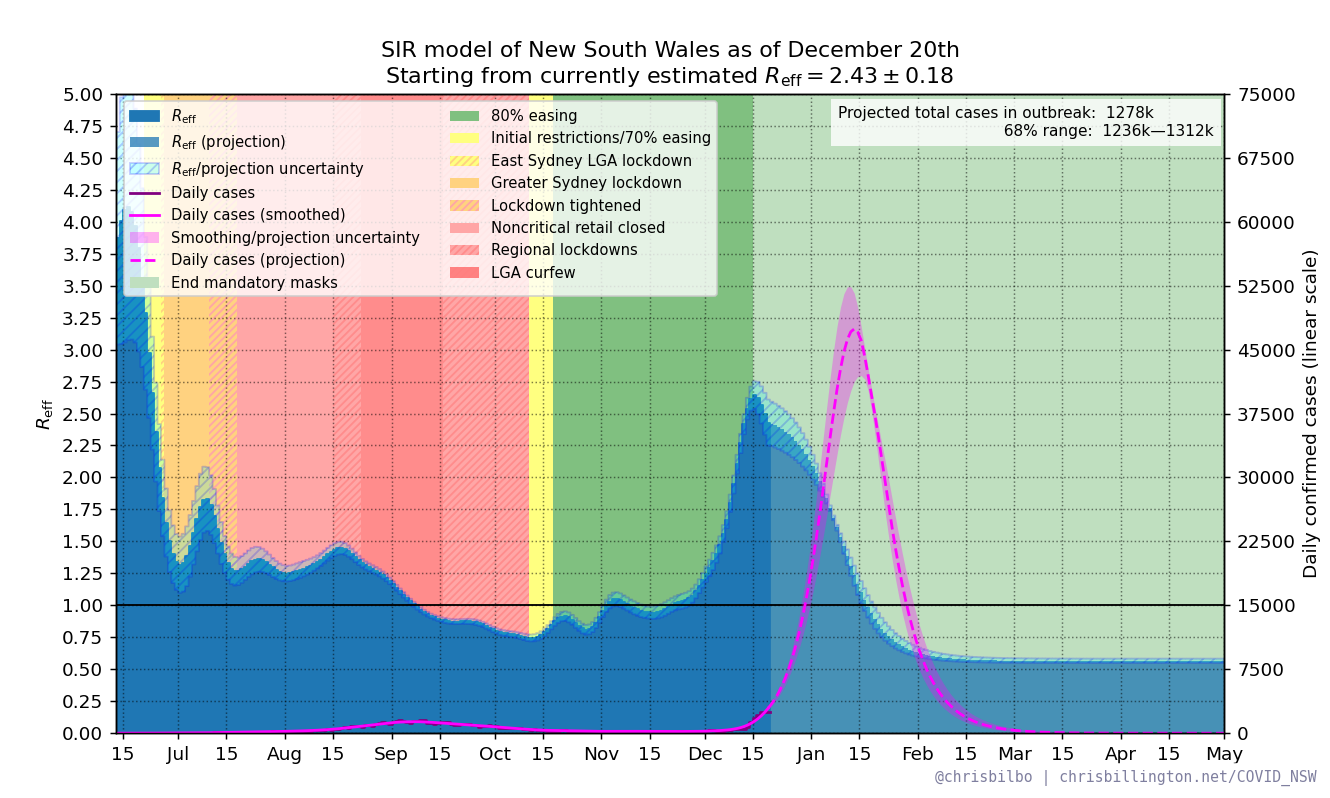 SIR model of New South Wales as of December 20th
Starting from currently estimated Reff = 2.43 ± 0.18
5.00
4.75
4.50
4.25
4.00
3.75
3.50
3.25
3.00
2.75
2.50
2.25
2.00
1.75
1.50
1.25
1.00
0.75
0.50
0.25
0.00
Reff
Reff
Reff (projection)
Reff/projection uncertainty
Daily cases
Daily cases (smoothed)
Smoothing/projection uncertainty
Daily cases (projection)
End mandatory masks
80% easing
Initial restrictions/70% easing
East Sydney LGA lockdown
Greater Sydney lockdown
Lockdown tightened
Noncritical retail closed
Regional lockdowns
LGA curfew
Projected total cases in outbreak: 1278k
68% range: 1236k—1312k
75000
67500
60000
52500
45000
37500
30000
22500
15000
7500
0
Daily confirmed cases (linear scale)
15 Jul 15 Aug 15 Sep 15 Oct 15 Nov 15 Dec 15 Jan 15 Feb 15 Mar 15 Apr 15 May
@chrisbilbo | chrisbillington.net/COVID_NSW